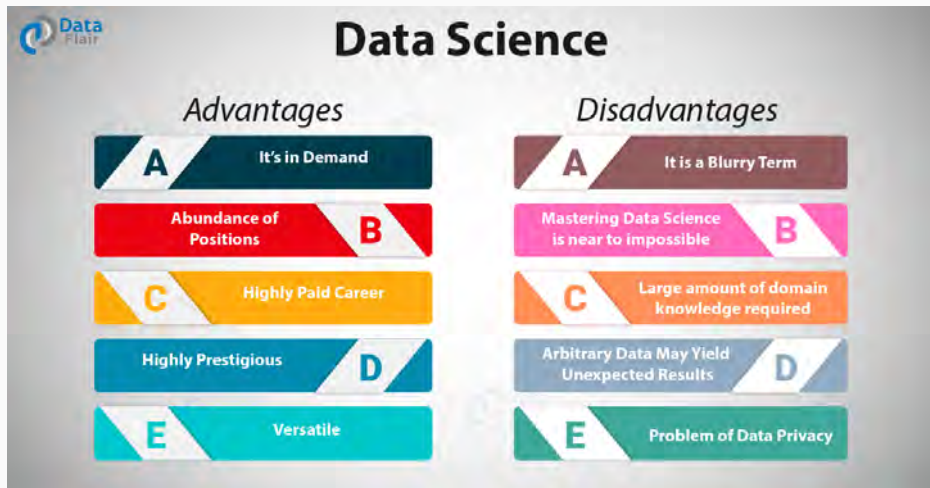 Data
Flair
Data Science
Advantages
A
It's in Demand
Abundance of
Positions
B
C
Highly Paid Career
Highly Prestigious
D
E
Versatile
Disadvantages
A
It is a Blurry Term
Mastering Data Science
is near to impossible
B
C
Large amount of domain
knowledge required
Arbitrary Data May Yield
Unexpected Results
D
E
Problem of Data Privacy